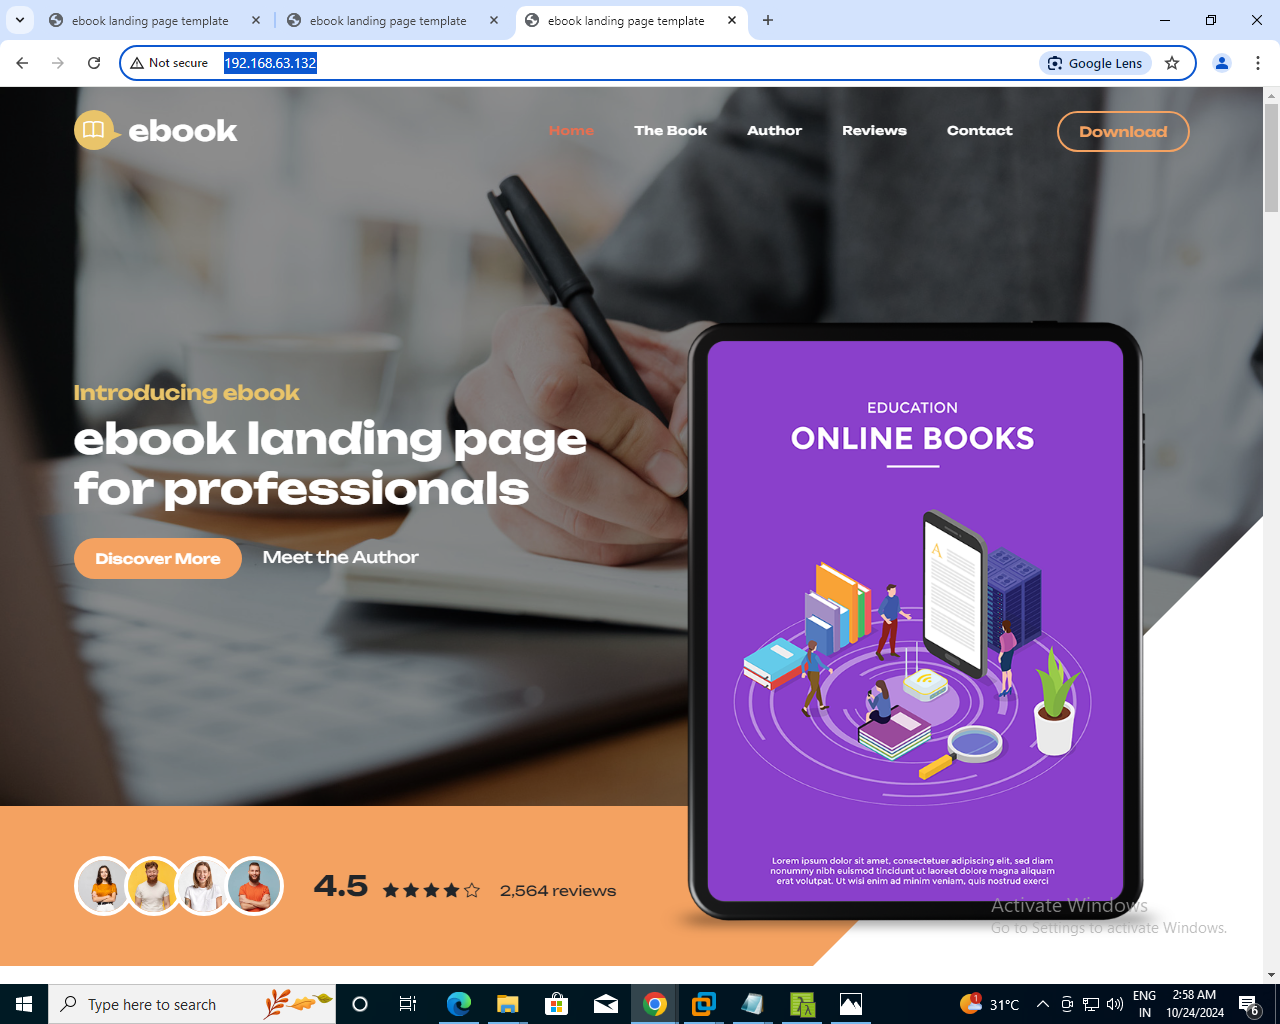 ebook landing page template
ebook landing page template
ebook landing page template
Not secure
192.168.63.132
Google Lens
ebook
Home
The Book
Author
Reviews
Contact
Download
Introducing ebook
ebook landing page
for professionals
Discover More
Meet the Author
EDUCATION
ONLINE BOOKS
A
Lorem ipsum dolor sit amet, consectetuer adipiscing elit, sed diam
nonummy nibh euismod tincidunt ut laoreet dolore magna aliquam
erat volutpat. Ut wisi enim ad minim veniam, quis nostrud exerci
4.5
2,564 reviews
Activate Windows
Go to Settings to activate Windows.
Type here to search
1
31°C
ENG
IN
2:58 AM
10/24/2024
6